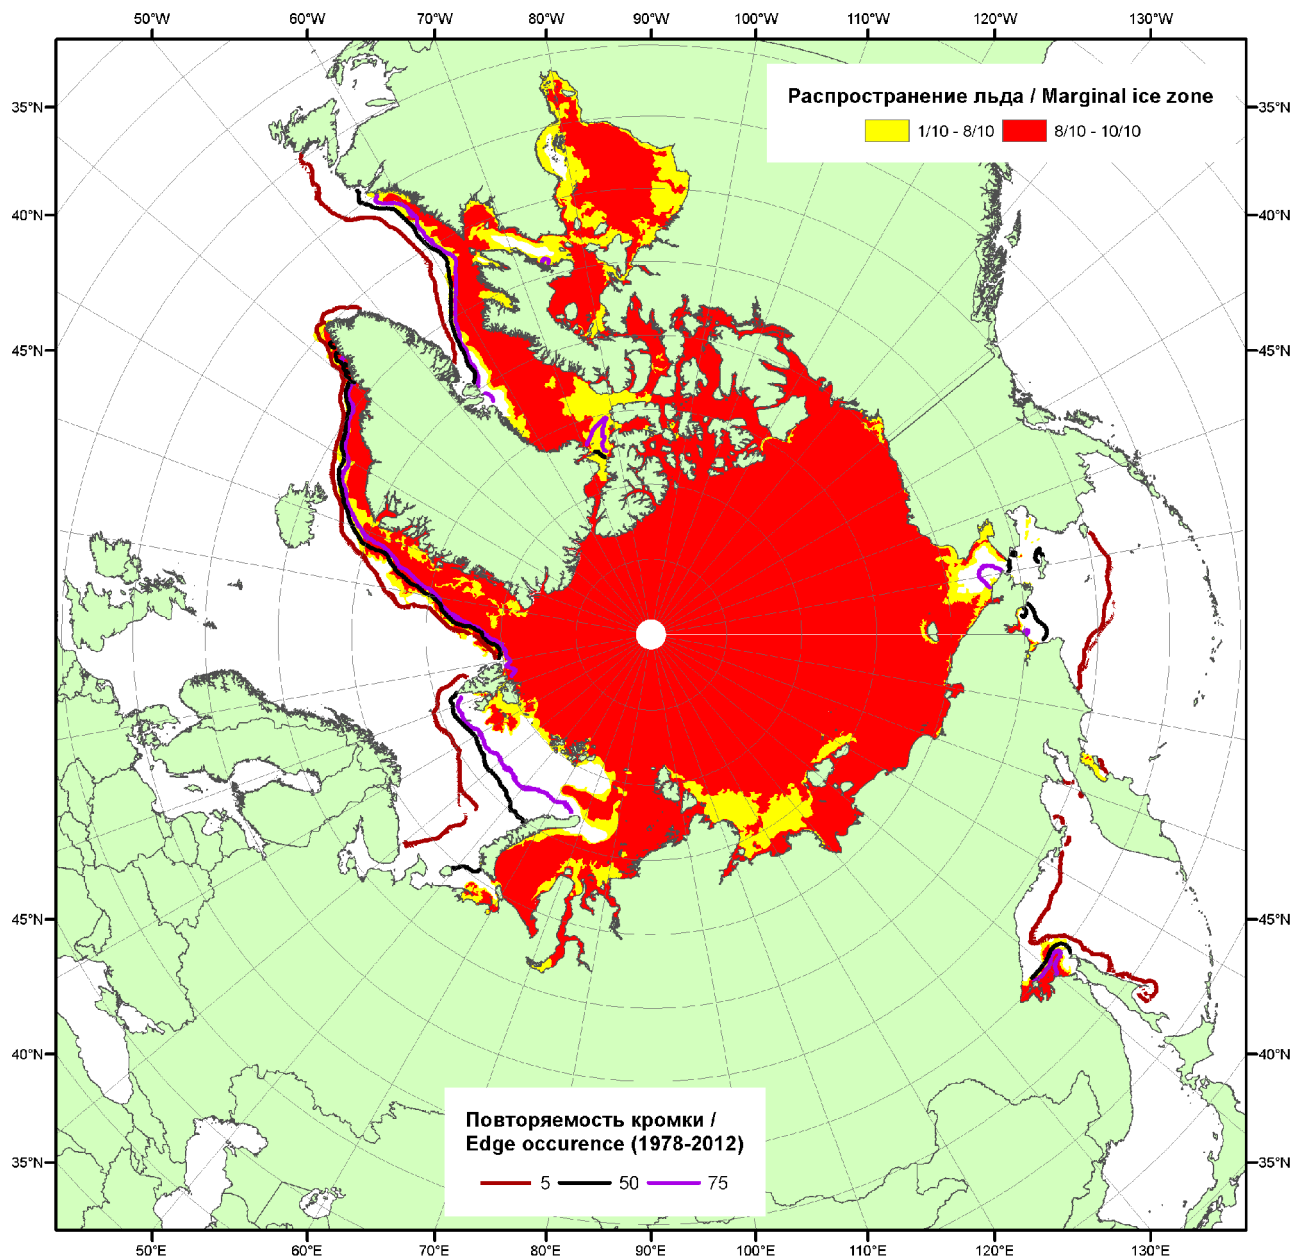 50°W 60°W 70°W 80°W 90°W 100°W 110°W 120°W 130°W
Распространение льда / Marginal ice zone
1/10 - 8/10 8/10 - 10/10
35°N 35°N
40°N 40°N
45°N 45°N
45°N 45°N
40°N 40°N
Повторяемость кромки /
Edge occurence (1978-2012)
35°N 35°N
5 50 75
50°E 60°E 70°E 80°E 90°E 100°E 110°E 120°E 130°E